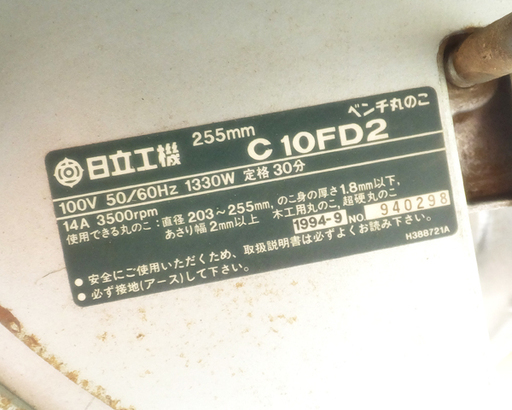 ベンチ丸のこ
日立工機 255mm C 10FD2
100V 50/60Hz 1330W 定格 30分
14A 3500rpm
使用できる丸のこ:直径 203~255mm, のこ身の厚さ1.8mm以下,
あさり幅 2mm以上 木工用丸のこ, 超硬丸のこ
1994-9 NO 940298
●安全にご使用いただくため、取扱説明書は必ずよくお読み下さい。
●必ず接地(アース)して下さい。
H388721A